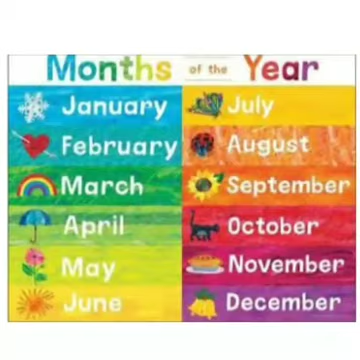 Months of the Year
January
February
March
April
May
June
July
August
September
October
November
December